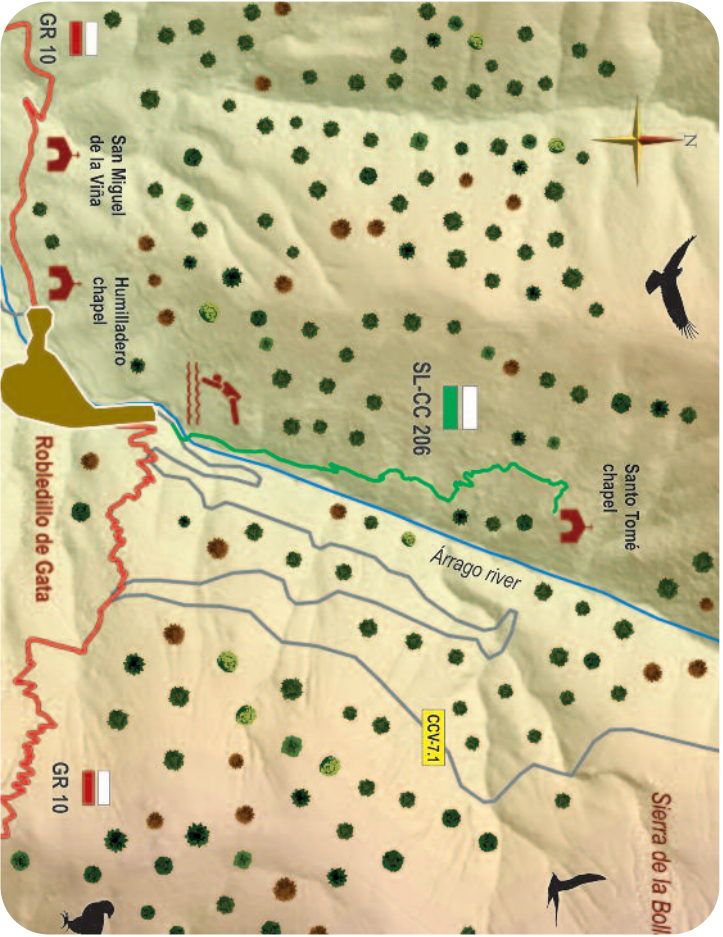 N
Sierra de la Boll
Santo Tomé
chapel
Árrago river
SL-CC 206
CCV-7.1
San Miguel
de la Viña
Humilladero
chapel
GR 10
Robledillo de Gata
GR 10